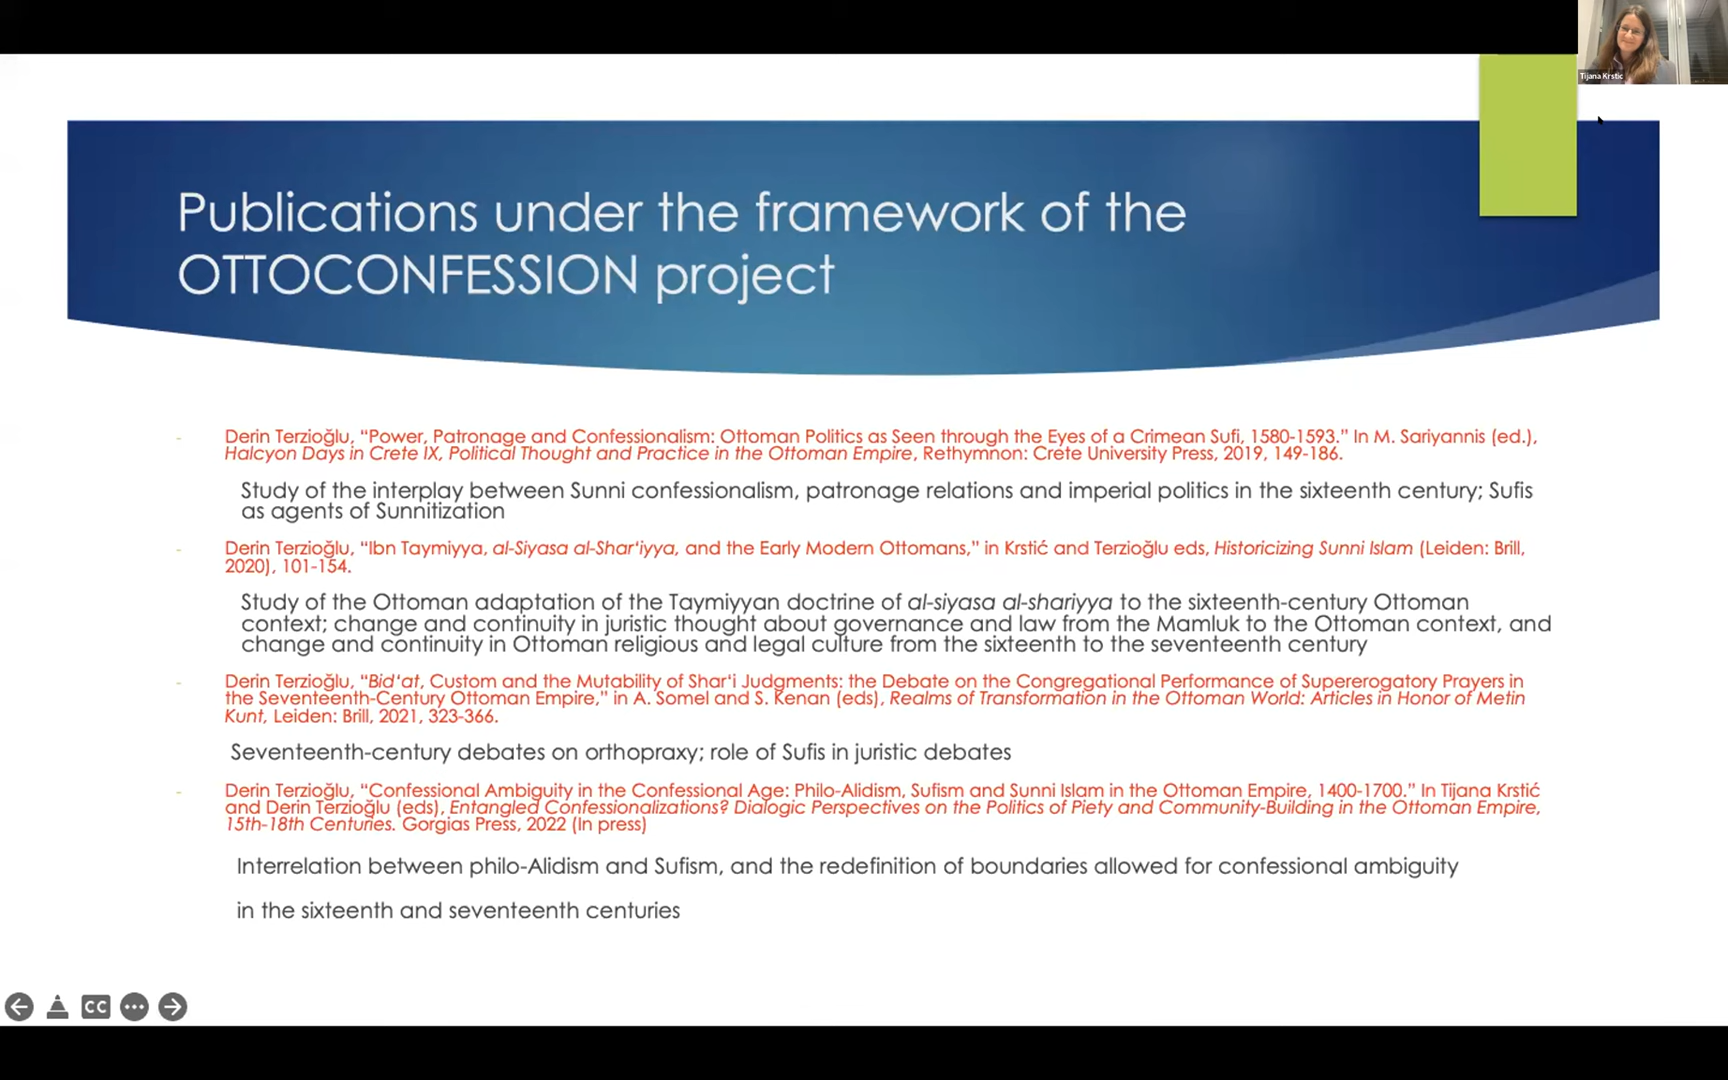 Tijana Krstic
Publications under the framework of the
OTTOCONFESSION project
- Derin Terzioğlu, “Power, Patronage and Confessionalism: Ottoman Politics as Seen through the Eyes of a Crimean Sufi, 1580-1593.” In M. Sariyannis (ed.),
Halcyon Days in Crete IX, Political Thought and Practice in the Ottoman Empire, Rethymnon: Crete University Press, 2019, 149-186.
Study of the interplay between Sunni confessionalism, patronage relations and imperial politics in the sixteenth century; Sufis
as agents of Sunnitization
- Derin Terzioğlu, “Ibn Taymiyya, al-Siyasa al-Shar‘iyya, and the Early Modern Ottomans,” in Krstić and Terzioğlu eds, Historicizing Sunni Islam (Leiden: Brill,
2020), 101-154.
Study of the Ottoman adaptation of the Taymiyyan doctrine of al-siyasa al-shariyya to the sixteenth-century Ottoman
context; change and continuity in juristic thought about governance and law from the Mamluk to the Ottoman context, and
change and continuity in Ottoman religious and legal culture from the sixteenth to the seventeenth century
- Derin Terzioğlu, “Bid‘at, Custom and the Mutability of Shar‘i Judgments: the Debate on the Congregational Performance of Supererogatory Prayers in
the Seventeenth-Century Ottoman Empire,” in A. Somel and S. Kenan (eds), Realms of Transformation in the Ottoman World: Articles in Honor of Metin
Kunt, Leiden: Brill, 2021, 323-366.
Seventeenth-century debates on orthopraxy; role of Sufis in juristic debates
- Derin Terzioğlu, “Confessional Ambiguity in the Confessional Age: Philo-Alidism, Sufism and Sunni Islam in the Ottoman Empire, 1400-1700.” In Tijana Krstić
and Derin Terzioğlu (eds), Entangled Confessionalizations? Dialogic Perspectives on the Politics of Piety and Community-Building in the Ottoman Empire,
15th-18th Centuries. Gorgias Press, 2022 (In press)
Interrelation between philo-Alidism and Sufism, and the redefinition of boundaries allowed for confessional ambiguity
in the sixteenth and seventeenth centuries
CC